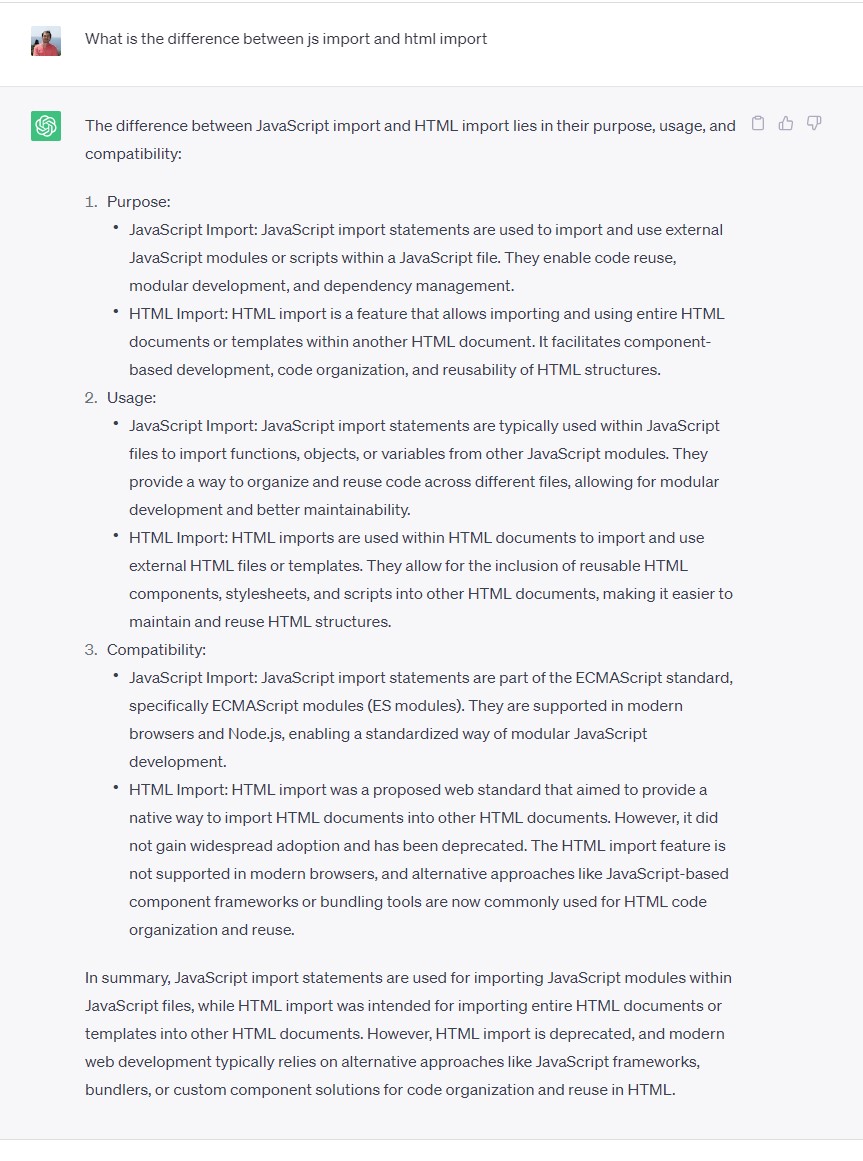 What is the difference between js import and html import
The difference between JavaScript import and HTML import lies in their purpose, usage, and
compatibility:
1. Purpose:
• JavaScript Import: JavaScript import statements are used to import and use external
JavaScript modules or scripts within a JavaScript file. They enable code reuse,
modular development, and dependency management.
• HTML Import: HTML import is a feature that allows importing and using entire HTML
documents or templates within another HTML document. It facilitates component-
based development, code organization, and reusability of HTML structures.
2. Usage:
• JavaScript Import: JavaScript import statements are typically used within JavaScript
files to import functions, objects, or variables from other JavaScript modules. They
provide a way to organize and reuse code across different files, allowing for modular
development and better maintainability.
• HTML Import: HTML imports are used within HTML documents to import and use
external HTML files or templates. They allow for the inclusion of reusable HTML
components, stylesheets, and scripts into other HTML documents, making it easier to
maintain and reuse HTML structures.
3. Compatibility:
• JavaScript Import: JavaScript import statements are part of the ECMAScript standard,
specifically ECMAScript modules (ES modules). They are supported in modern
browsers and Node.js, enabling a standardized way of modular JavaScript
development.
• HTML Import: HTML import was a proposed web standard that aimed to provide a
native way to import HTML documents into other HTML documents. However, it did
not gain widespread adoption and has been deprecated. The HTML import feature is
not supported in modern browsers, and alternative approaches like JavaScript-based
component frameworks or bundling tools are now commonly used for HTML code
organization and reuse.
In summary, JavaScript import statements are used for importing JavaScript modules within
JavaScript files, while HTML import was intended for importing entire HTML documents or
templates into other HTML documents. However, HTML import is deprecated, and modern
web development typically relies on alternative approaches like JavaScript frameworks,
bundlers, or custom component solutions for code organization and reuse in HTML.